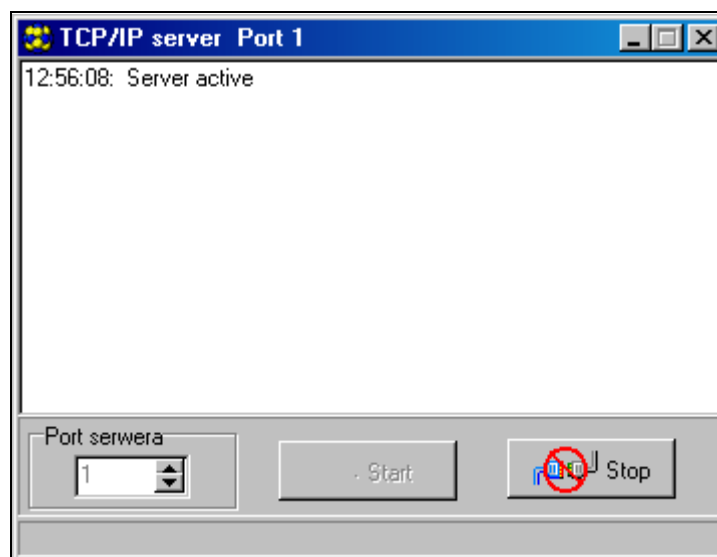 TCP/IP server Port 1
12:56:08: Server active
Port serwera
1
Start
Stop